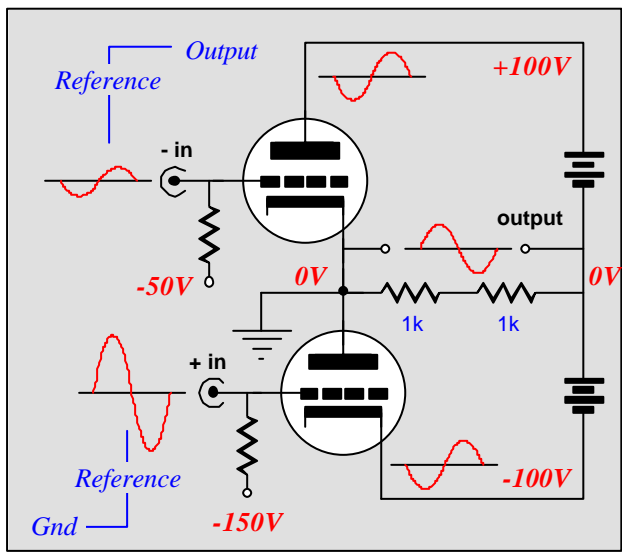 Output
Reference
+100V
- in
output
-50V
0V
0V
1k
1k
+ in
Reference
-100V
Gnd
-150V